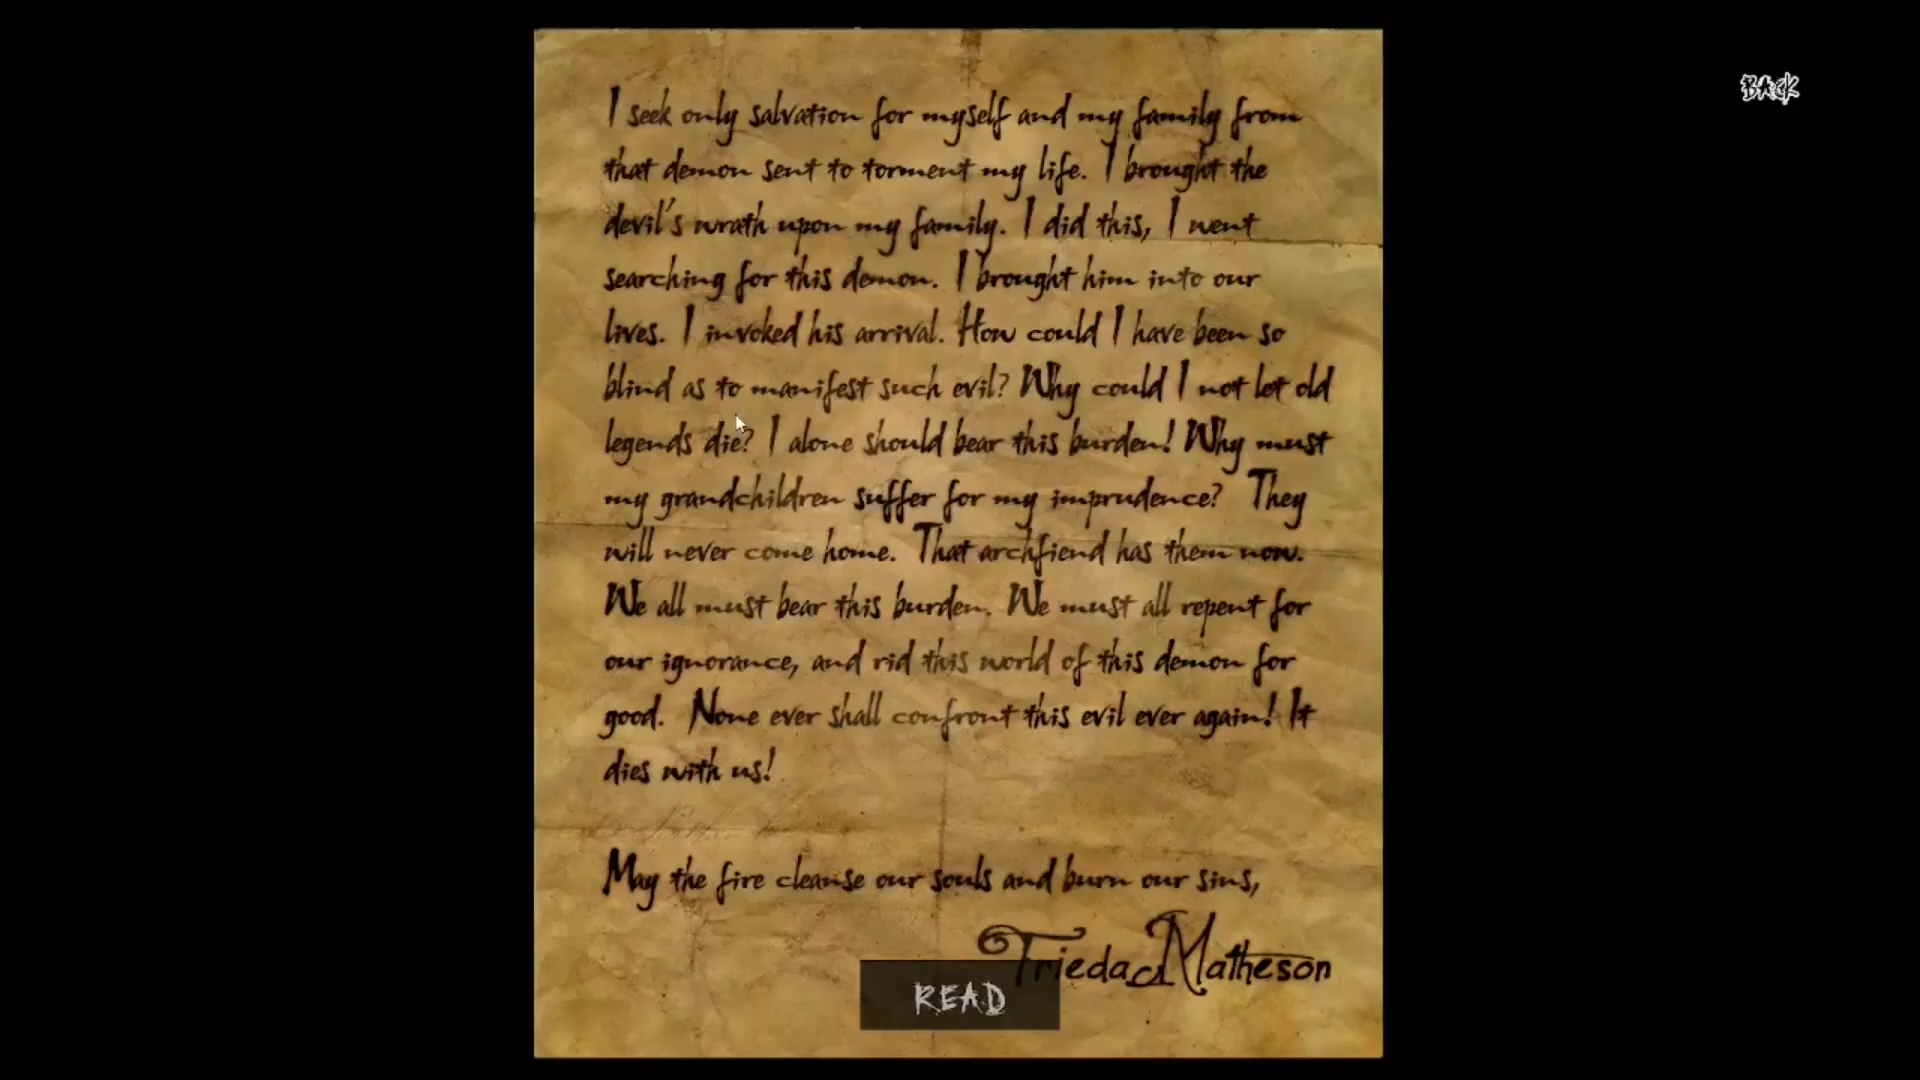 BACK
I seek only salvation for myself and my family from
that demon sent to torment my life. I brought the
devil's wrath upon my family. I did this, I went
searching for this demon. I brought him into our
lives. I invoked his arrival. How could I have been so
blind as to manifest such evil? Why could I not let old
legends die? I alone should bear this burden! Why must
my grandchildren suffer for my imprudence? They
will never come home. That archfiend has them now.
We all must bear this burden. We must all repent for
our ignorance, and rid this world of this demon for
good. None ever shall confront this evil ever again! It
dies with us!
May the fire cleanse our souls and burn our sins,
Frieda Matheson
READ